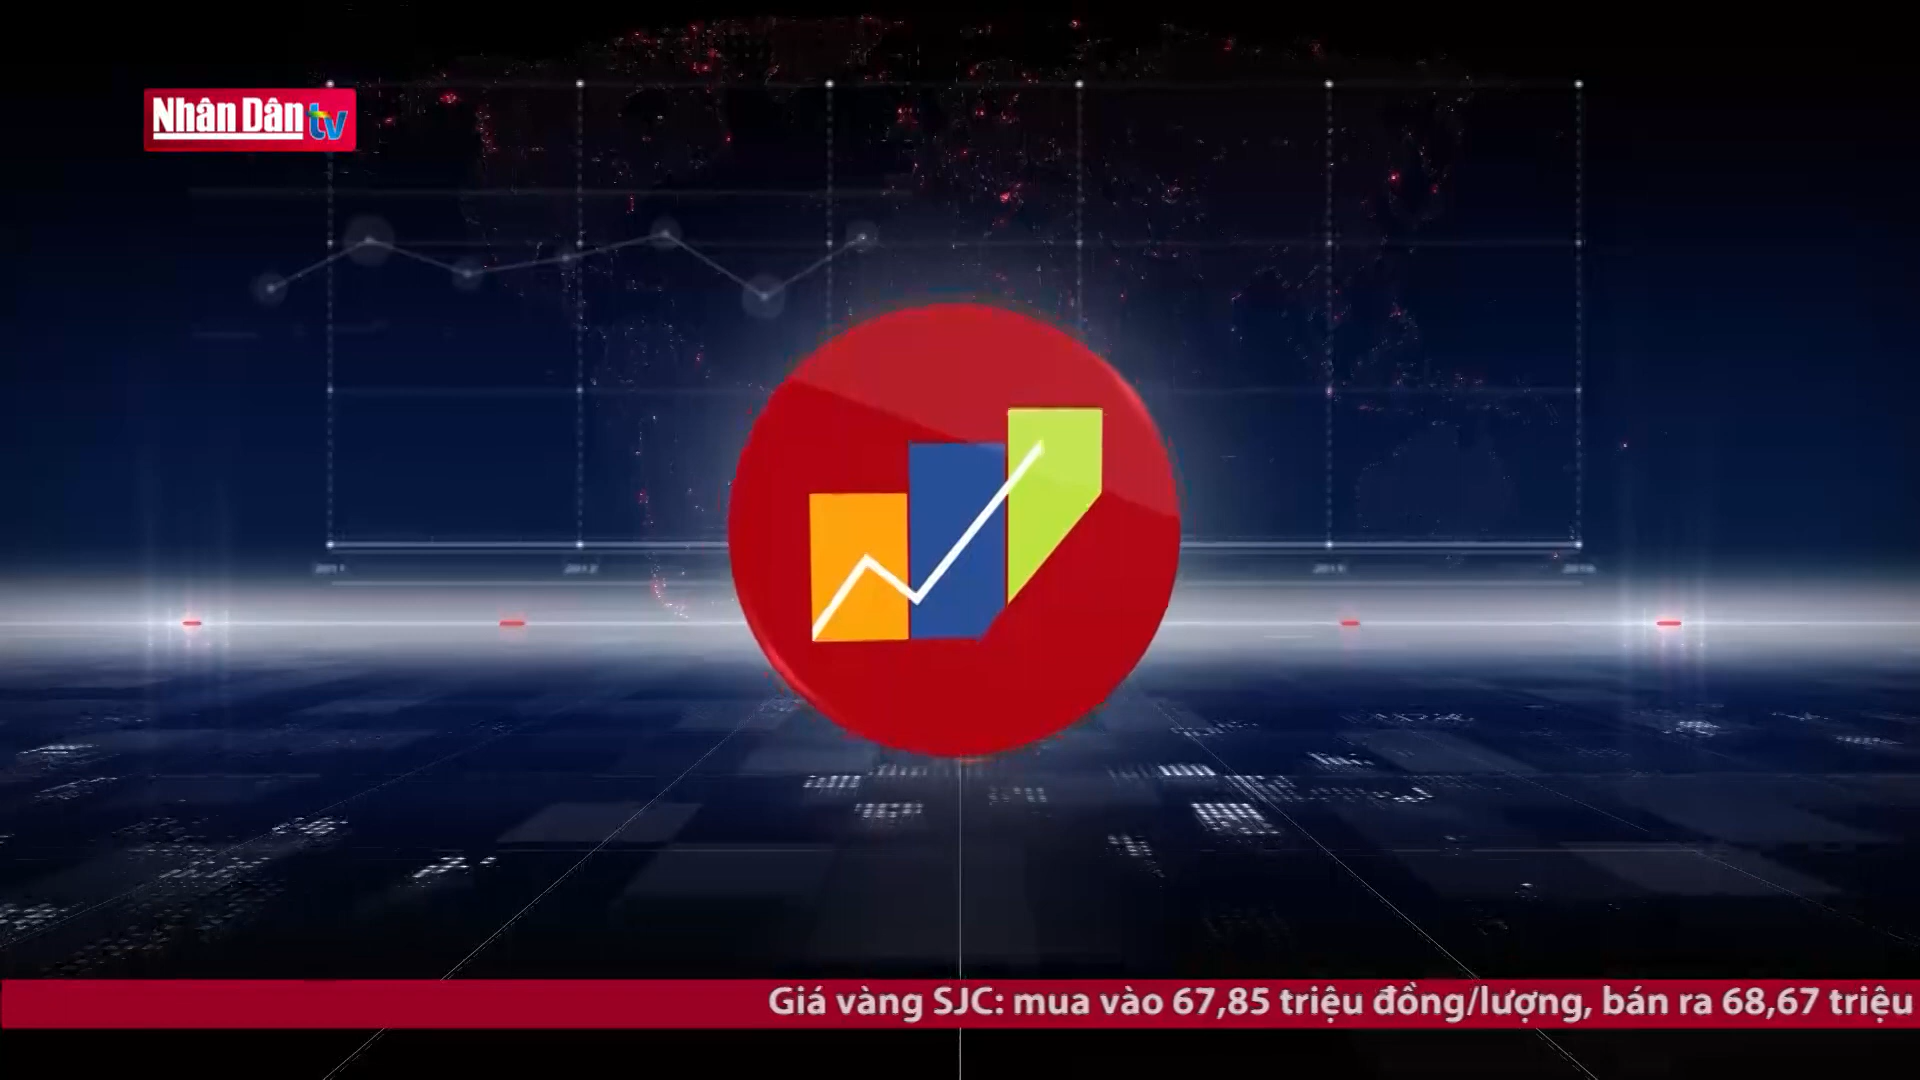 Nhân Dân tv
Giá vàng SJC: mua vào 67,85 triệu đồng/lượng, bán ra 68,67 triệu